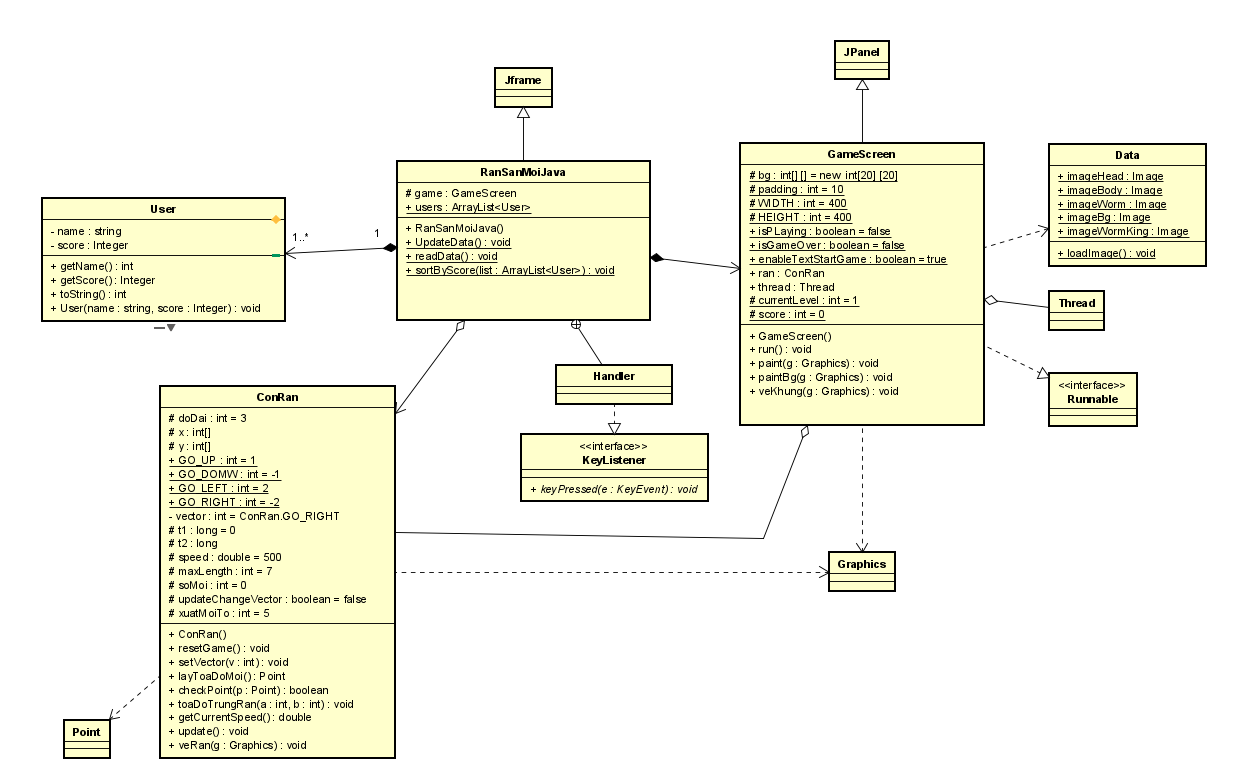 JPanel
Jframe
GameScreen
# bg : int[] [] = new int[20] [20]
# padding : int = 10
# WIDTH : int = 400
# HEIGHT : int = 400
+ isPLaying : boolean = false
+ isGameOver : boolean = false
+ enableTextStartGame : boolean = true
+ ran : ConRan
+ thread : Thread
# currentLevel : int = 1
# score : int = 0
+ GameScreen()
+ run() : void
+ paint(g : Graphics) : void
+ paintBg(g : Graphics) : void
+ veKhung(g : Graphics) : void
Data
+ imageHead : Image
+ imageBody : Image
+ imageWorm : Image
+ imageBg : Image
+ imageWormKing : Image
+ loadImage() : void
RanSanMoiJava
# game : GameScreen
+ users : ArrayList<User>
+ RanSanMoiJava()
+ UpdateData() : void
+ readData() : void
+ sortByScore(list : ArrayList<User>) : void
User
- name : string
- score : Integer
+ getName() : int
+ getScore() : Integer
+ toString() : int
+ User(name : string, score : Integer) : void
1..*
1
Thread
<<interface>>
Runnable
Handler
<<interface>>
KeyListener
+ keyPressed(e : KeyEvent) : void
ConRan
# doDai : int = 3
# x : int[]
# y : int[]
+ GO_UP : int = 1
+ GO_DOMW : int = -1
+ GO_LEFT : int = 2
+ GO_RIGHT : int = -2
- vector : int = ConRan.GO_RIGHT
# t1 : long = 0
# t2 : long
# speed : double = 500
# maxLength : int = 7
# soMoi : int = 0
# updateChangeVector : boolean = false
# xuatMoiTo : int = 5
+ ConRan()
+ resetGame() : void
+ setVector(v : int) : void
+ layToaDoMoi() : Point
+ checkPoint(p : Point) : boolean
+ toaDoTrungRan(a : int, b : int) : void
+ getCurrentSpeed() : double
+ update() : void
+ veRan(g : Graphics) : void
Graphics
Point